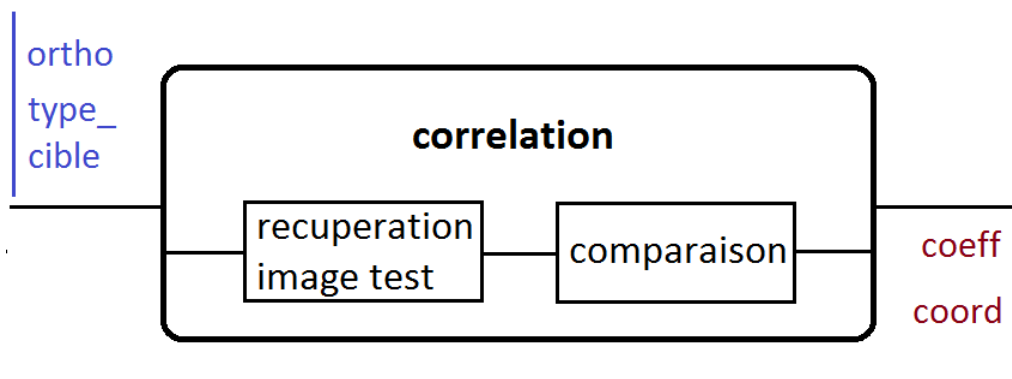 ortho
type_
cible
correlation
recuperation
image test
comparaison
coeff
coord